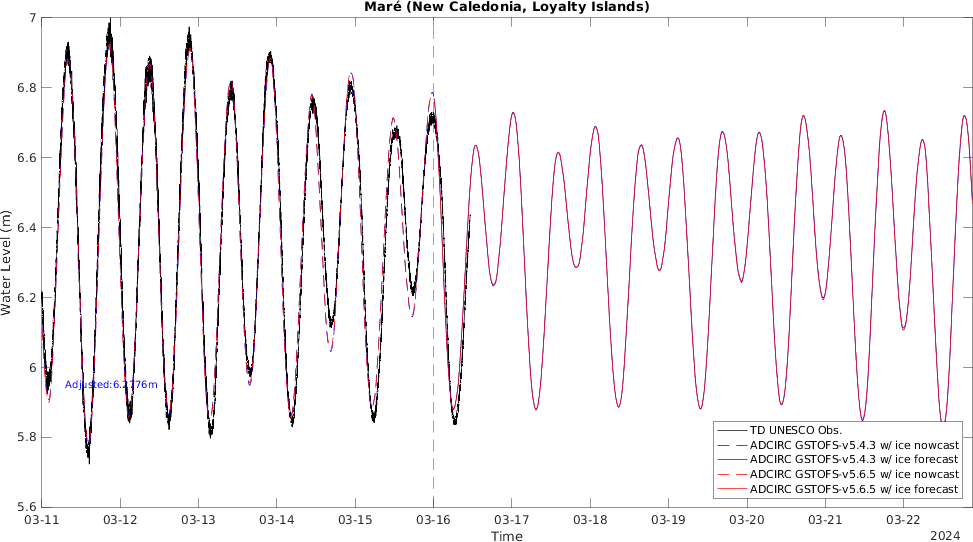 Maré (New Caledonia, Loyalty Islands)
7
6.8
6.6
6.4
6.2
6
5.8
5.6
Water Level (m)
Adjusted:6.2776m
TD UNESCO Obs.
ADCIRC GSTOFS-v5.4.3 w/ ice nowcast
ADCIRC GSTOFS-v5.4.3 w/ ice forecast
ADCIRC GSTOFS-v5.6.5 w/ ice nowcast
ADCIRC GSTOFS-v5.6.5 w/ ice forecast
03-11 03-12 03-13 03-14 03-15 03-16 03-17 03-18 03-19 03-20 03-21 03-22
Time
2024